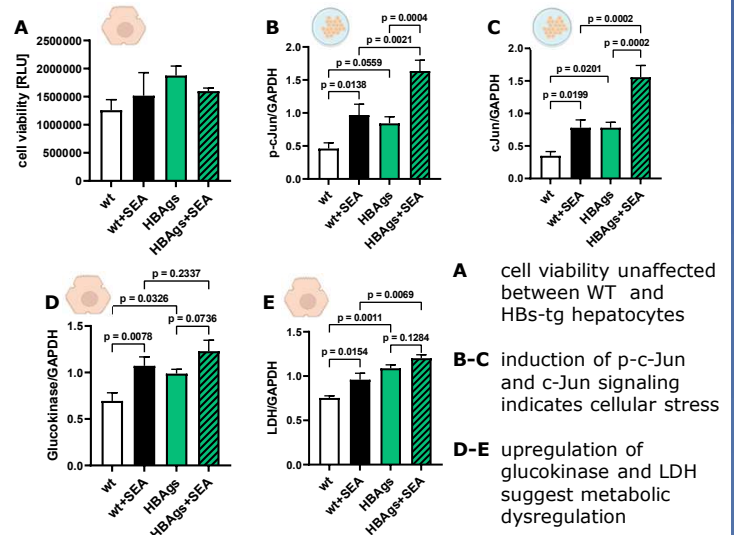 A
cell viability [RLU]
2500000
2000000
1500000
1000000
500000
0
wt
wt+SEA
HBAgs
HBAgs+SEA
B
p-cJun/GAPDH
2.0
1.5
1.0
0.5
0.0
p = 0.0004
p = 0.0021
p = 0.0559
p = 0.0138
wt
wt+SEA
HBAgs
HBAgs+SEA
C
cJun/GAPDH
2.0
1.5
1.0
0.5
0.0
p = 0.0002
p = 0.0002
p = 0.0201
p = 0.0199
wt
wt+SEA
HBAgs
HBAgs+SEA
D
Glucokinase/GAPDH
1.5
1.0
0.5
0.0
p = 0.2337
p = 0.0326
p = 0.0736
p = 0.0078
wt
wt+SEA
HBAgs
HBAgs+SEA
E
LDH/GAPDH
1.5
1.0
0.5
0.0
p = 0.0069
p = 0.0011
p = 0.1284
p = 0.0154
wt
wt+SEA
HBAgs
HBAgs+SEA
A cell viability unaffected
between WT and
HBs-tg hepatocytes
B-C induction of p-c-Jun
and c-Jun signaling
indicates cellular stress
D-E upregulation of
glucokinase and LDH
suggest metabolic
dysregulation